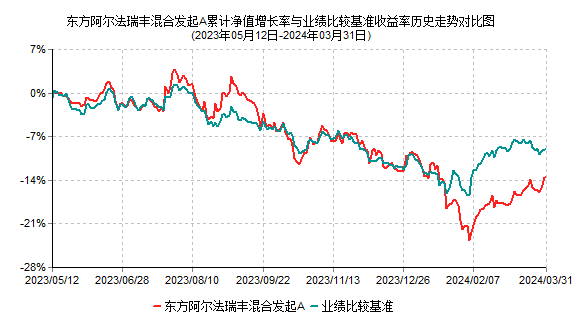 东方阿尔法瑞丰混合发起A累计净值增长率与业绩比较基准收益率历史走势对比图
(2023年05月12日-2024年03月31日)
7%
0%
-7%
-14%
-21%
-28%
2023/05/12 2023/06/28 2023/08/10 2023/09/22 2023/11/13 2023/12/26 2024/02/07 2024/03/31
东方阿尔法瑞丰混合发起A 业绩比较基准